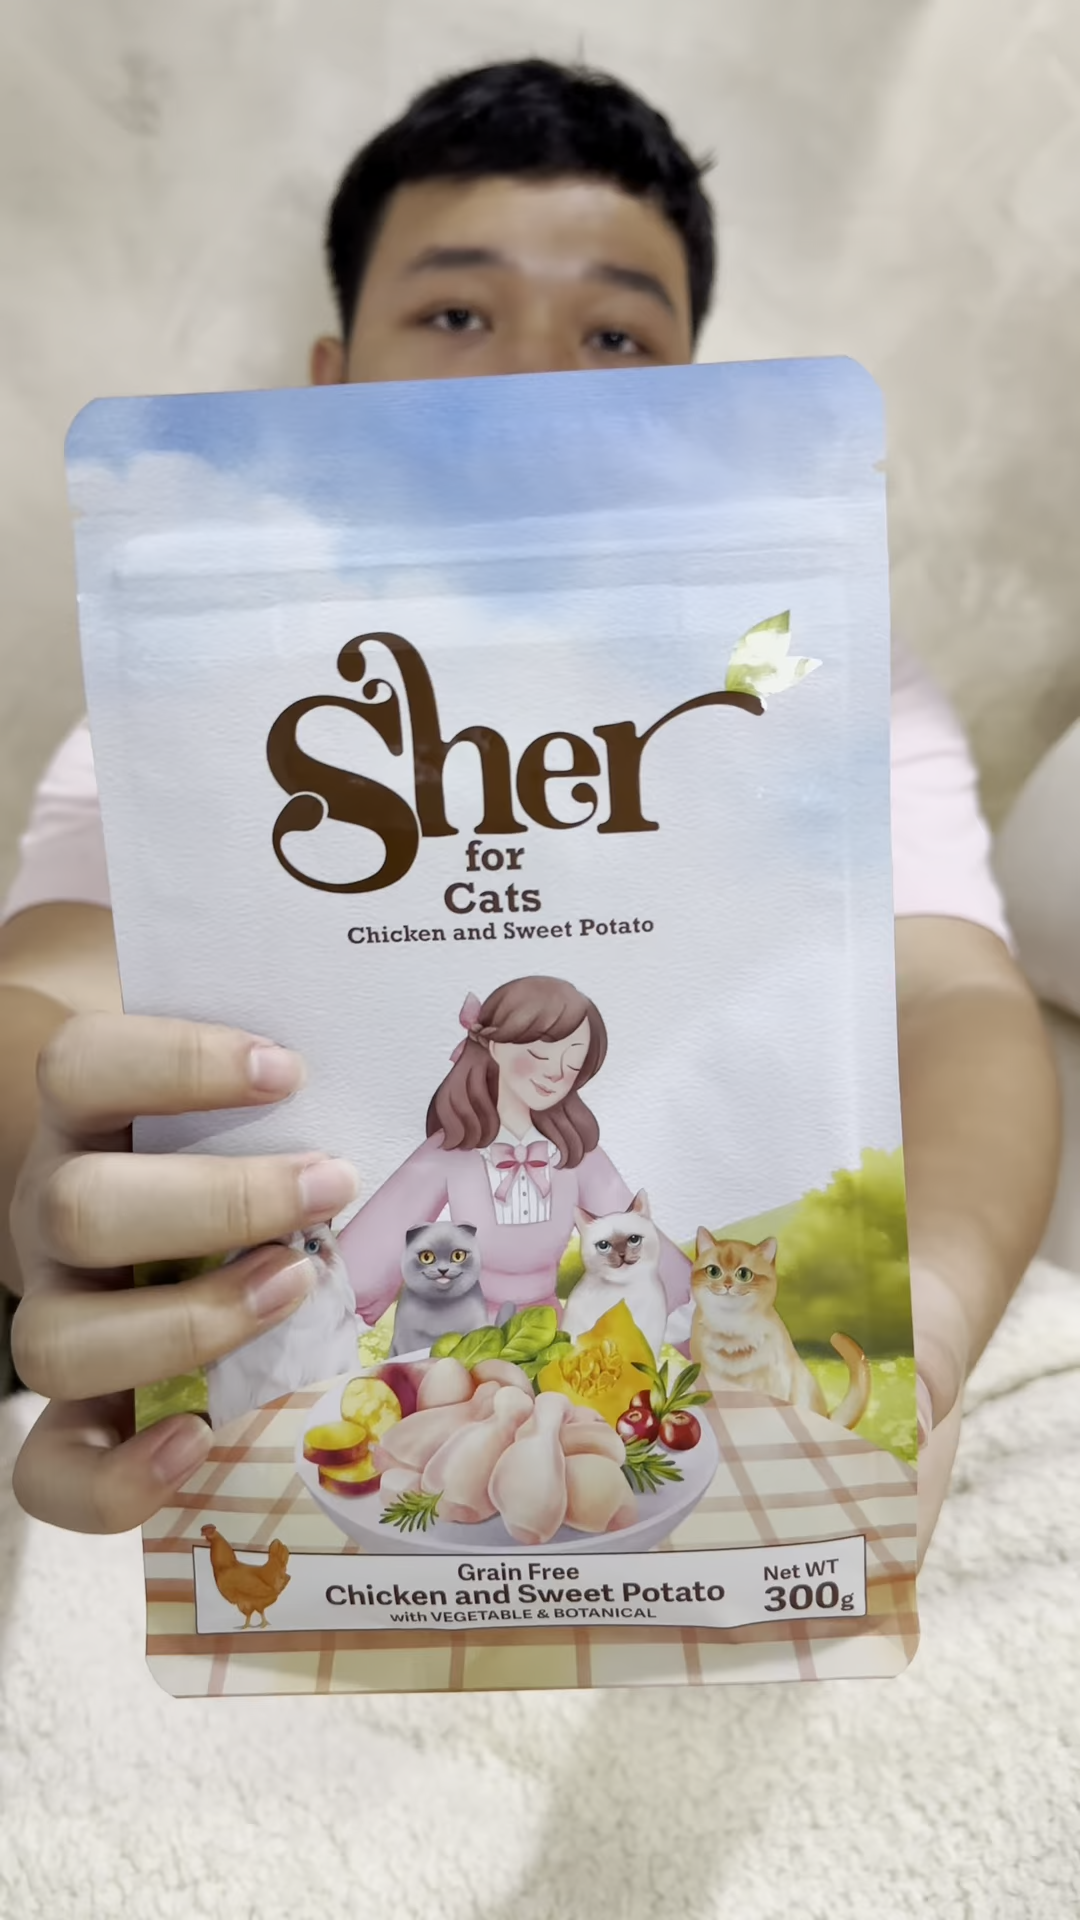 Sher
for
Cats
Chicken and Sweet Potato
Grain Free
Chicken and Sweet Potato
with VEGETABLE & BOTANICAL
Net WT
300g